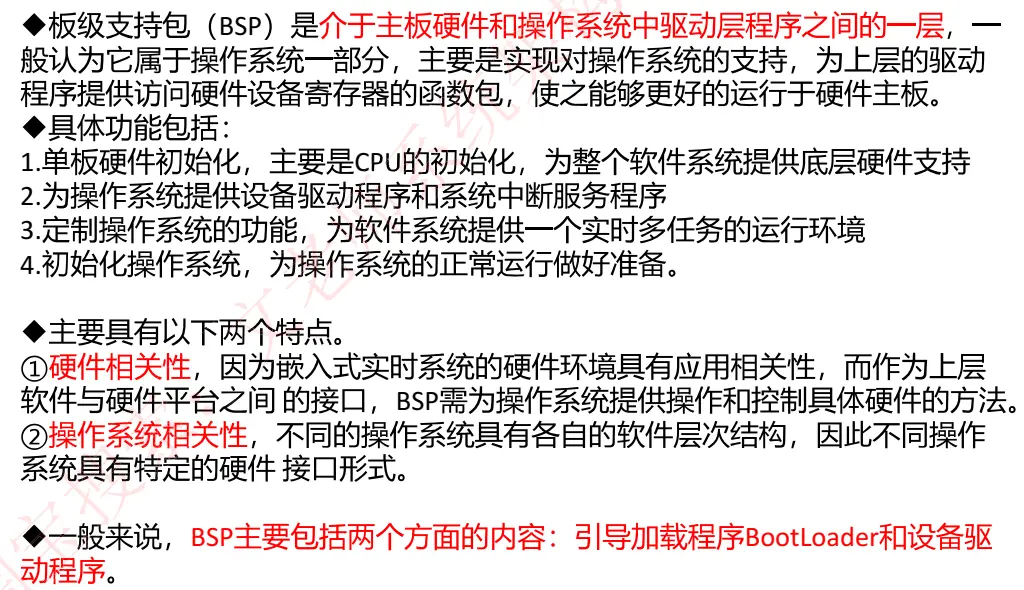 ◆板级支持包（BSP）是介于主板硬件和操作系统中驱动层程序之间的一层，一
般认为它属于操作系统一部分，主要是实现对操作系统的支持，为上层的驱动
程序提供访问硬件设备寄存器的函数包，使之能够更好的运行于硬件主板。
◆具体功能包括：
1.单板硬件初始化，主要是CPU的初始化，为整个软件系统提供底层硬件支持
2.为操作系统提供设备驱动程序和系统中断服务程序
3.定制操作系统的功能，为软件系统提供一个实时多任务的运行环境
4.初始化操作系统，为操作系统的正常运行做好准备。
◆主要具有以下两个特点。
①硬件相关性，因为嵌入式实时系统的硬件环境具有应用相关性，而作为上层
软件与硬件平台之间 的接口，BSP需为操作系统提供操作和控制具体硬件的方法。
②操作系统相关性，不同的操作系统具有各自的软件层次结构，因此不同操作
系统具有特定的硬件 接口形式。
◆一般来说，BSP主要包括两个方面的内容：引导加载程序BootLoader和设备驱
动程序。